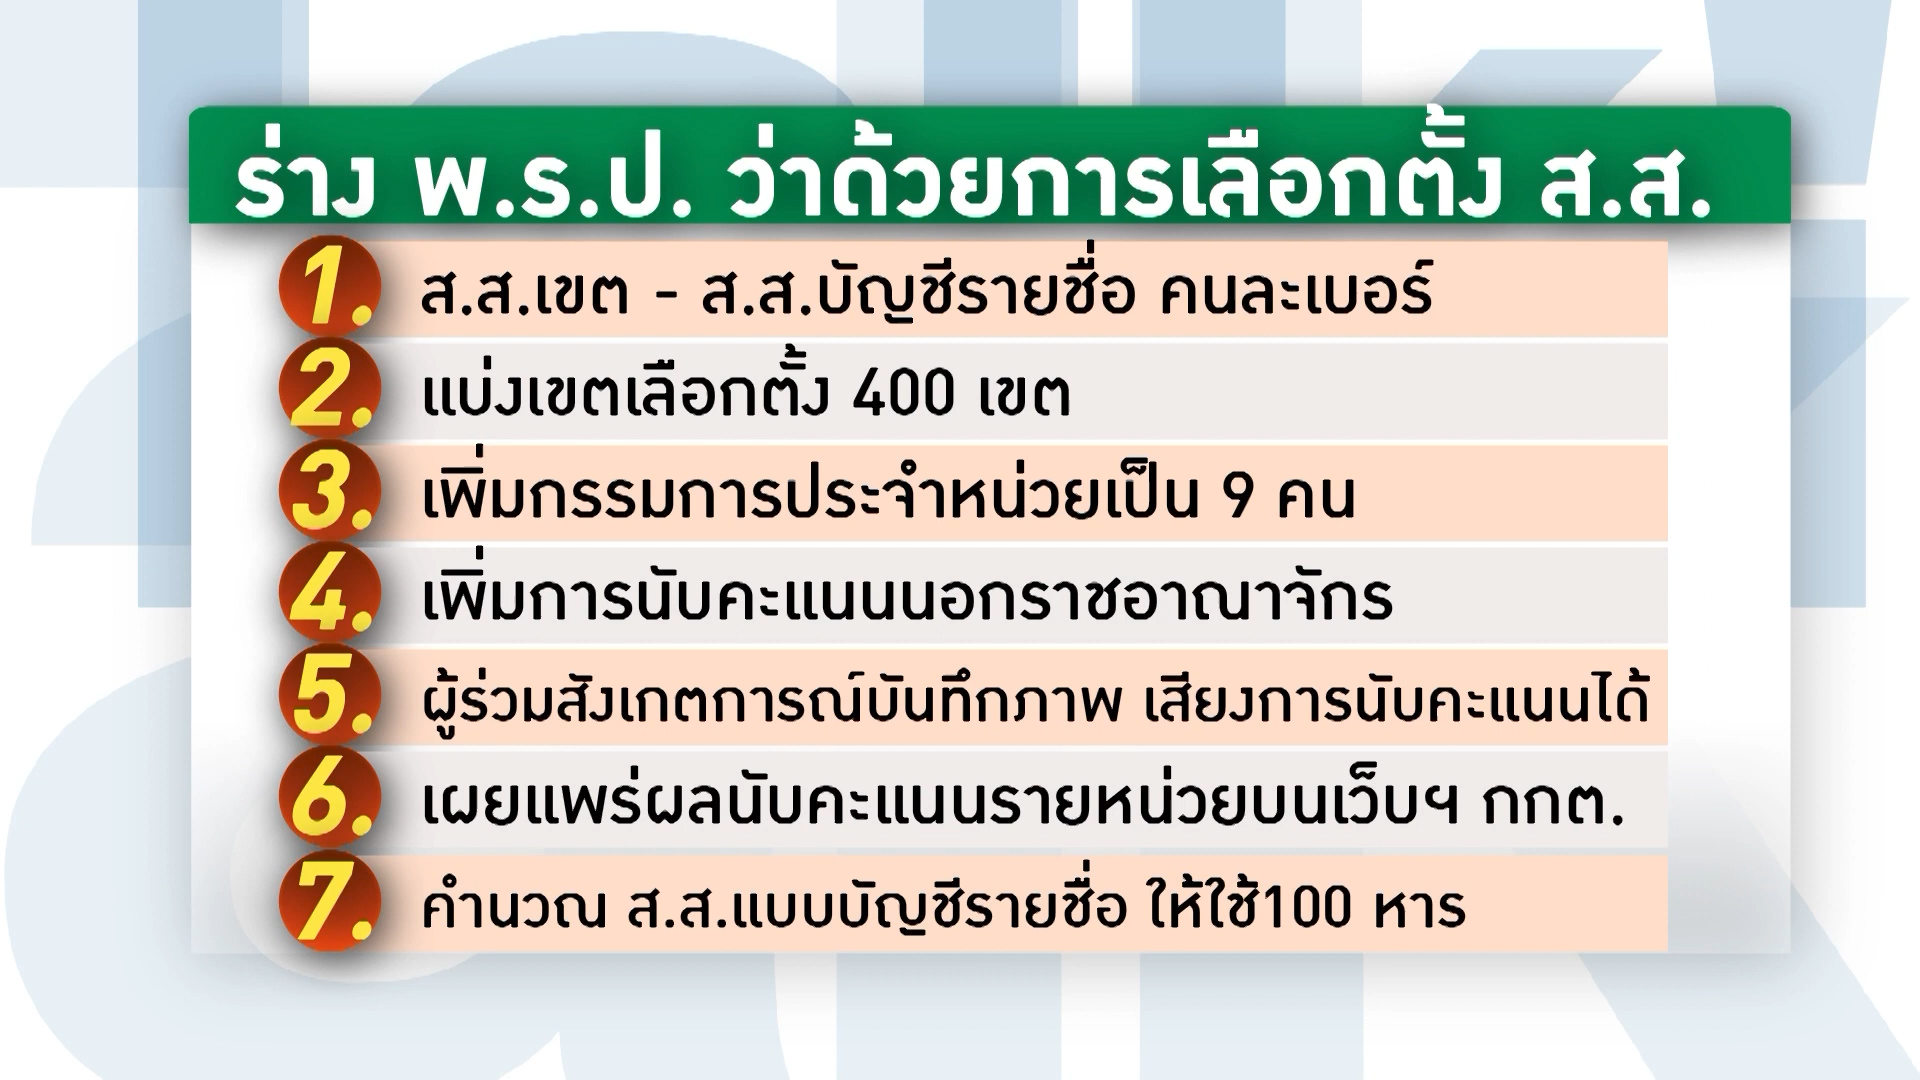 ร่าง พ.ร.ป. ว่าด้วยการเลือกตั้ง ส.ส.
1. ส.ส.เขต - ส.ส.บัญชีรายชื่อ คนละเบอร์
2. แบ่งเขตเลือกตั้ง 400 เขต
3. เพิ่มกรรมการประจำหน่วยเป็น 9 คน
4. เพิ่มการนับคะแนนนอกราชอาณาจักร
5. ผู้ร่วมสังเกตการณ์บันทึกภาพ เสียงการนับคะแนนได้
6. เผยแพร่ผลนับคะแนนรายหน่วยบนเว็บฯ กกต.
7. คำนวณ ส.ส.แบบบัญชีรายชื่อ ให้ใช้100 หาร